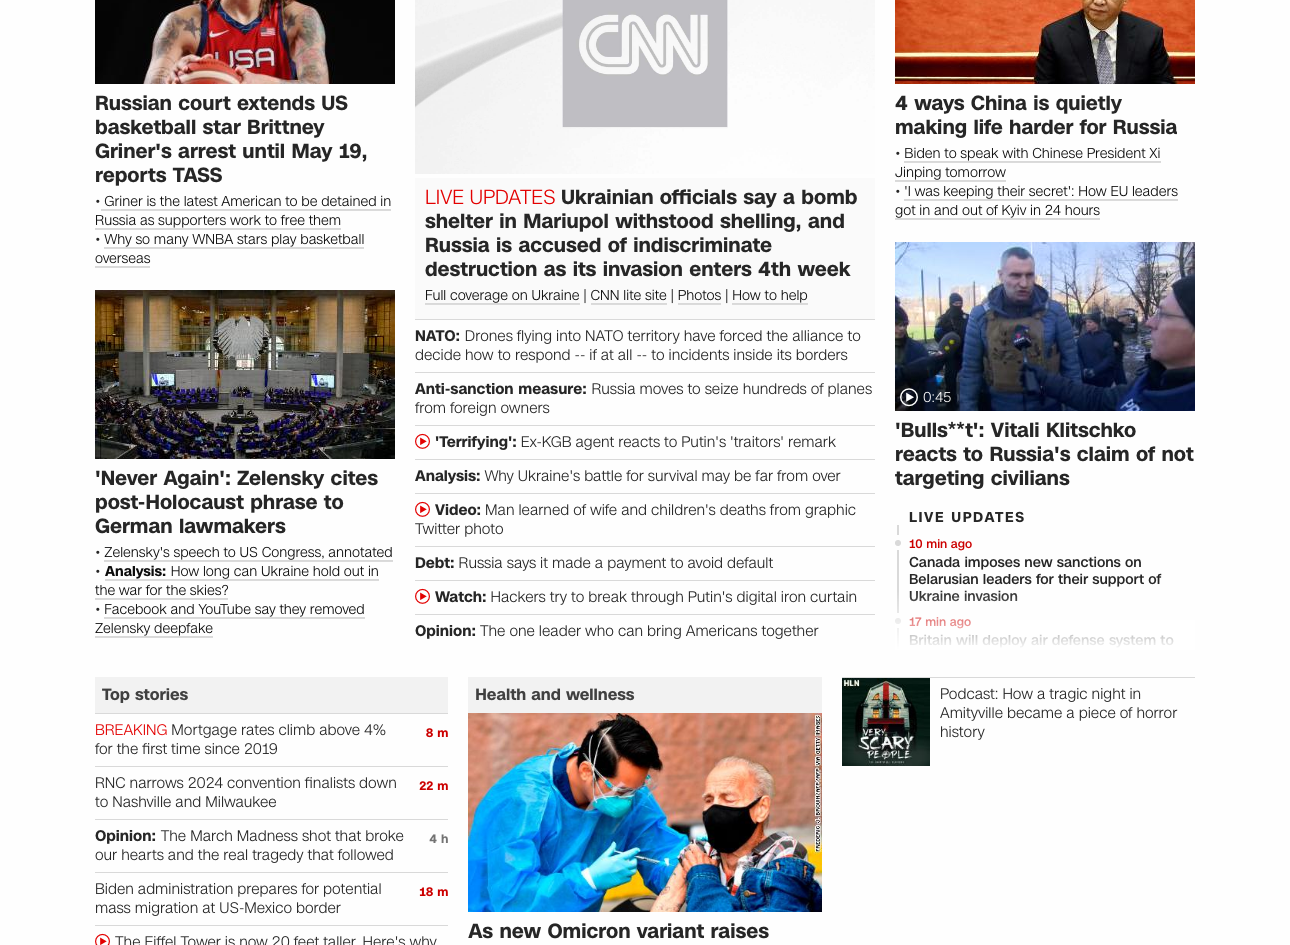 USA
Russian court extends US
basketball star Brittney
Griner's arrest until May 19,
reports TASS
• Griner is the latest American to be detained in
Russia as supporters work to free them
• Why so many WNBA stars play basketball
overseas
'Never Again': Zelensky cites
post-Holocaust phrase to
German lawmakers
• Zelensky's speech to US Congress, annotated
• Analysis: How long can Ukraine hold out in
the war for the skies?
• Facebook and YouTube say they removed
Zelensky deepfake
CNN
LIVE UPDATES Ukrainian officials say a bomb
shelter in Mariupol withstood shelling, and
Russia is accused of indiscriminate
destruction as its invasion enters 4th week
Full coverage on Ukraine | CNN lite site | Photos | How to help
NATO: Drones flying into NATO territory have forced the alliance to
decide how to respond -- if at all -- to incidents inside its borders
Anti-sanction measure: Russia moves to seize hundreds of planes
from foreign owners
'Terrifying': Ex-KGB agent reacts to Putin's 'traitors' remark
Analysis: Why Ukraine's battle for survival may be far from over
Video: Man learned of wife and children's deaths from graphic
Twitter photo
Debt: Russia says it made a payment to avoid default
Watch: Hackers try to break through Putin's digital iron curtain
Opinion: The one leader who can bring Americans together
4 ways China is quietly
making life harder for Russia
• Biden to speak with Chinese President Xi
Jinping tomorrow
• 'I was keeping their secret': How EU leaders
got in and out of Kyiv in 24 hours
0:45
'Bulls**t': Vitali Klitschko
reacts to Russia's claim of not
targeting civilians
LIVE UPDATES
10 min ago
Canada imposes new sanctions on
Belarusian leaders for their support of
Ukraine invasion
17 min ago
Britain will deploy air defense system to
Top stories
BREAKING Mortgage rates climb above 4%
for the first time since 2019
8 m
RNC narrows 2024 convention finalists down
to Nashville and Milwaukee
22 m
Opinion: The March Madness shot that broke
our hearts and the real tragedy that followed
4 h
Biden administration prepares for potential
mass migration at US-Mexico border
18 m
The Eiffel Tower is now 20 feet taller. Here's why
Health and wellness
FREDERIC J. BROWN/AFP/AFP VIA GETTY IMAGES
As new Omicron variant raises
HLN
VERY
SCARY
PEOPLE
Podcast: How a tragic night in
Amityville became a piece of horror
history